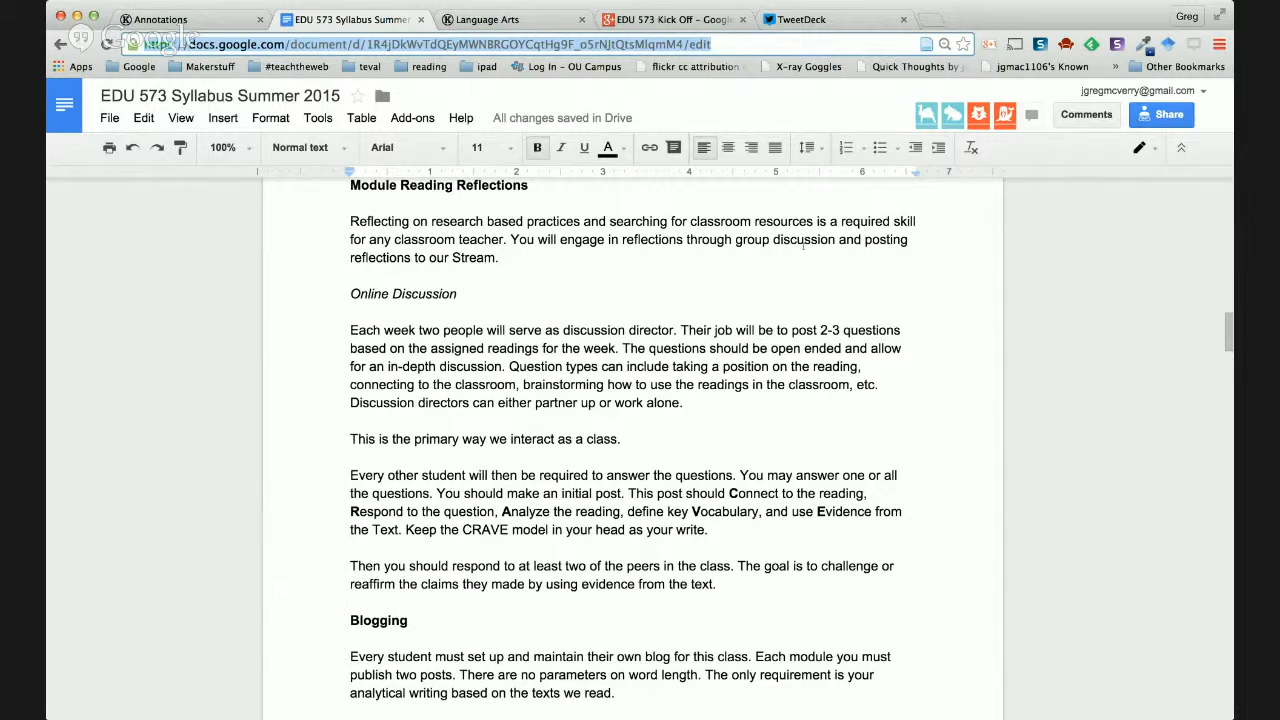 Annotations
EDU 573 Syllabus Summer
Language Arts
EDU 573 Kick Off - Google
TweetDeck
Greg
Google
https://docs.google.com/document/d/1R4jDkWvTdQEyMWNBRGOYCqtHg9F_o5rNJtQtsMlqmM4/edit
Apps
Google
Makerstuff
#teachtheweb
teval
reading
ipad
Log In - OU Campus
flickr cc attribution
X-ray Goggles
Quick Thoughts by
jgmac1106's Known
»
Other Bookmarks
EDU 573 Syllabus Summer 2015
jgregmcverry@gmail.com
File Edit View Insert Format Tools Table Add-ons Help All changes saved in Drive
Comments
Share
100% Normal text Arial 11 B I U A
1 1 2 3 4 5 6 7
Module Reading Reflections
Reflecting on research based practices and searching for classroom resources is a required skill
for any classroom teacher. You will engage in reflections through group discussion and posting
reflections to our Stream.
Online Discussion
Each week two people will serve as discussion director. Their job will be to post 2-3 questions
based on the assigned readings for the week. The questions should be open ended and allow
for an in-depth discussion. Question types can include taking a position on the reading,
connecting to the classroom, brainstorming how to use the readings in the classroom, etc.
Discussion directors can either partner up or work alone.
This is the primary way we interact as a class.
Every other student will then be required to answer the questions. You may answer one or all
the questions. You should make an initial post. This post should Connect to the reading,
Respond to the question, Analyze the reading, define key Vocabulary, and use Evidence from
the Text. Keep the CRAVE model in your head as your write.
Then you should respond to at least two of the peers in the class. The goal is to challenge or
reaffirm the claims they made by using evidence from the text.
Blogging
Every student must set up and maintain their own blog for this class. Each module you must
publish two posts. There are no parameters on word length. The only requirement is your
analytical writing based on the texts we read.